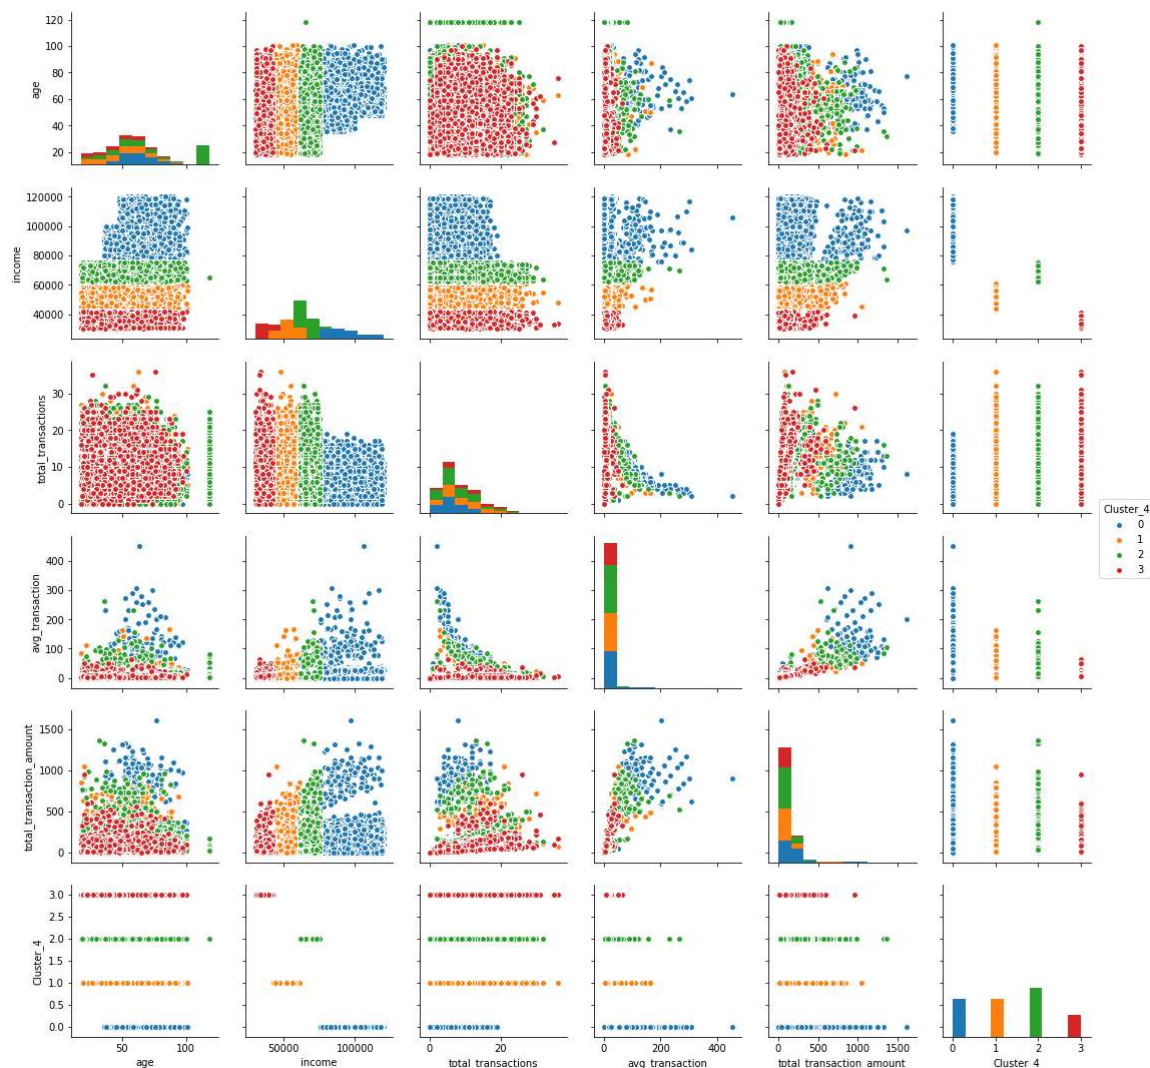 120
100
80
60
40
20
age
120000
100000
80000
60000
40000
income
30
20
10
0
total_transactions
400
300
200
100
0
avg_transaction
1500
1000
500
0
total_transaction_amount
3.0
2.5
2.0
1.5
1.0
0.5
0.0
Cluster_4
50 100
age
50000 100000
income
0 20
total_transactions
0 200 400
avg_transaction
0 500 1000 1500
total_transaction_amount
0 1 2 3
Cluster_4
Cluster_4
0
1
2
3